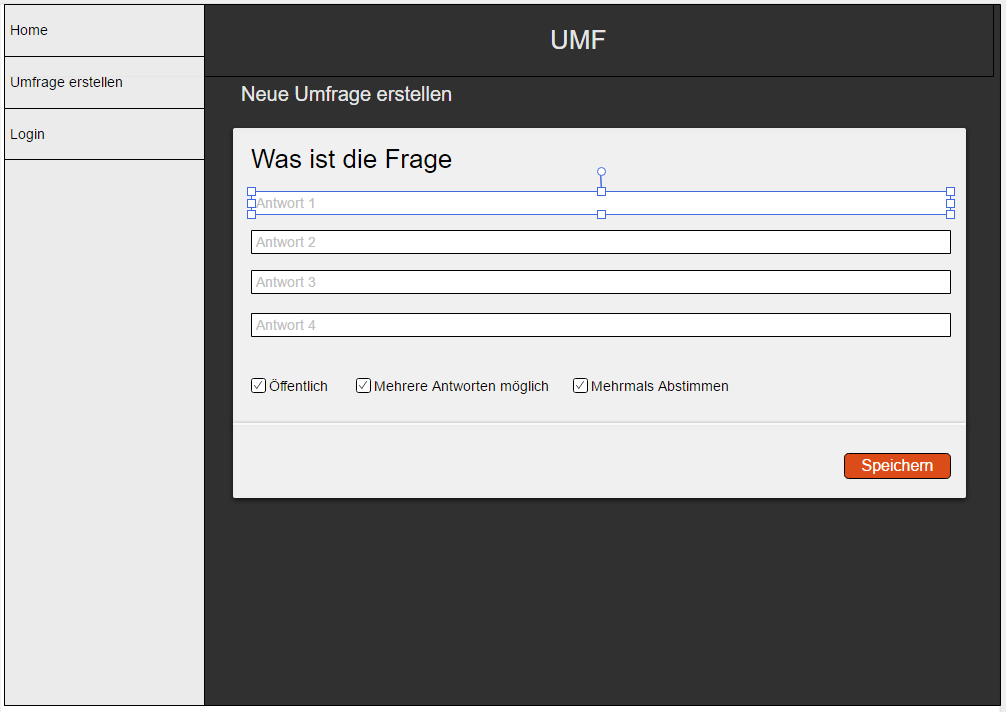 Home
Umfrage erstellen
Login
UMF
Neue Umfrage erstellen
Was ist die Frage
Antwort 1
Antwort 2
Antwort 3
Antwort 4
Öffentlich Mehrere Antworten möglich Mehrmals Abstimmen
Speichern